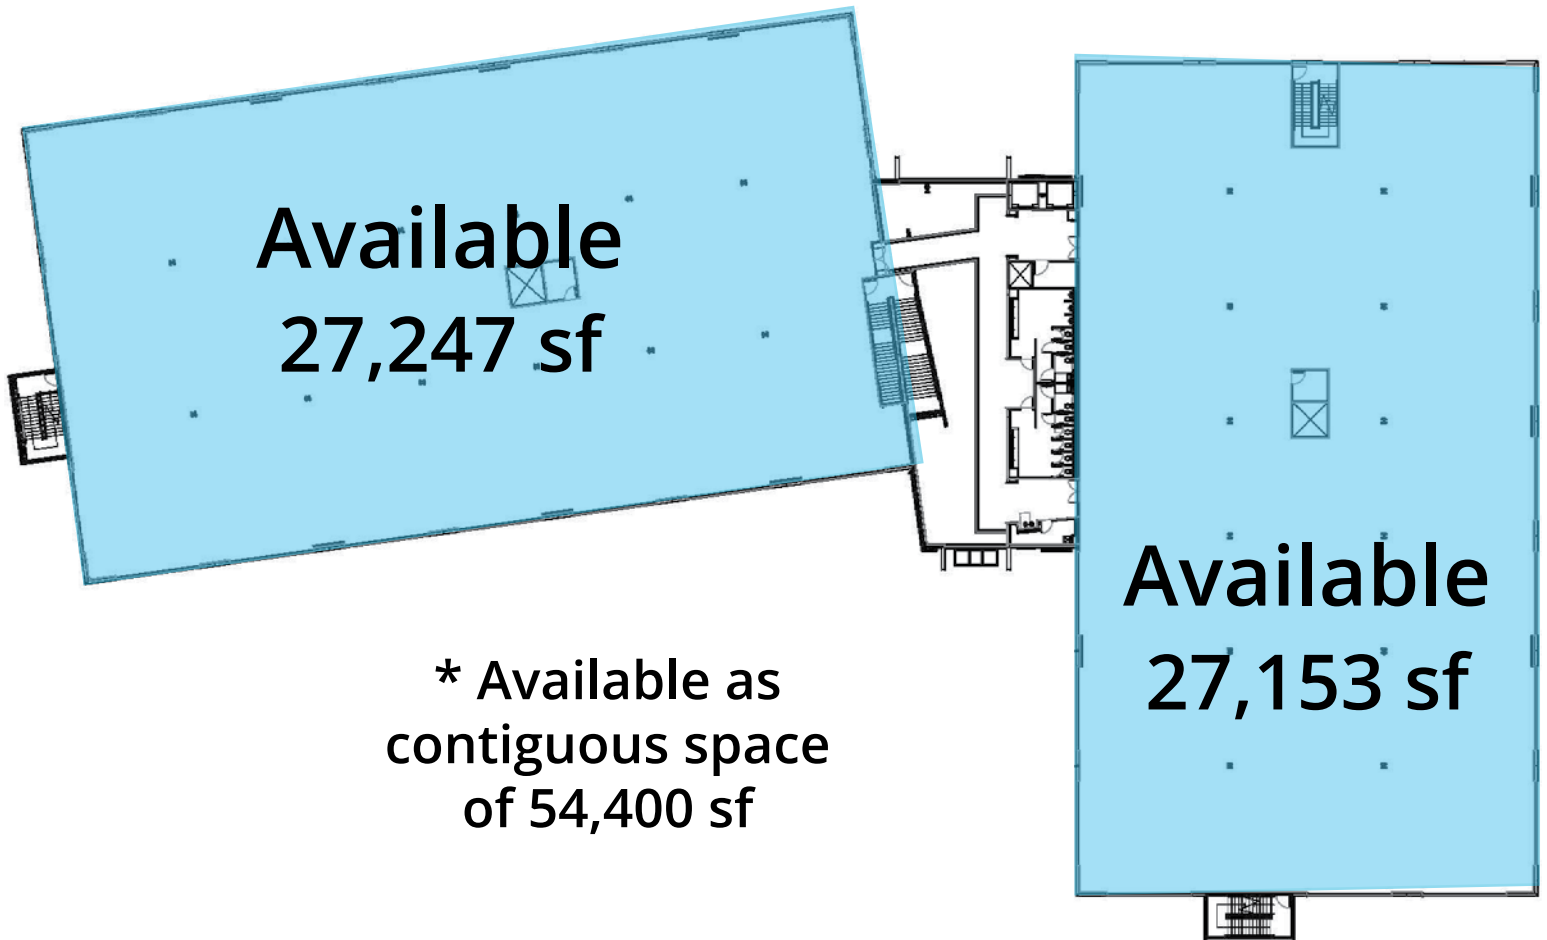 Available
27,247 sf
Available
27,153 sf
* Available as
contiguous space
of 54,400 sf